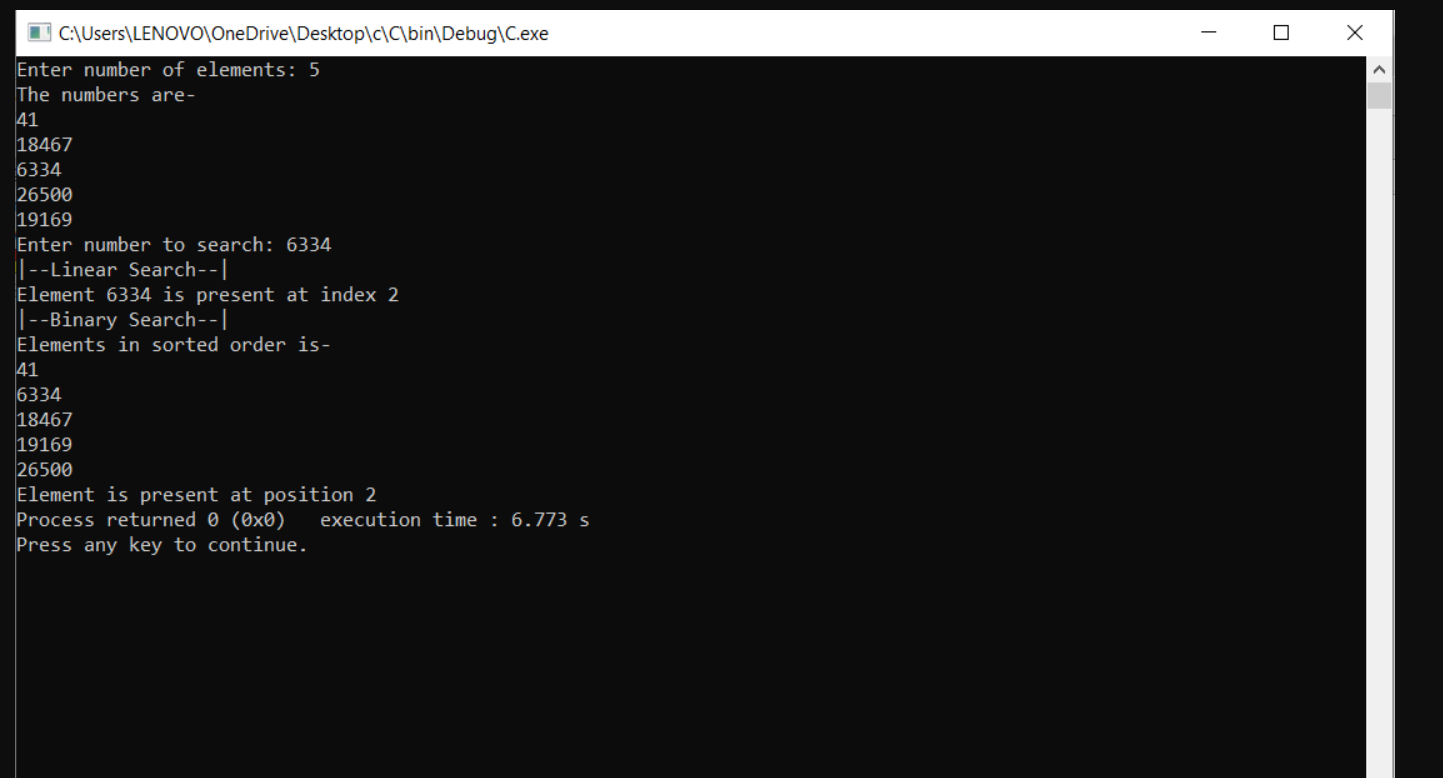 C:\Users\LENOVO\OneDrive\Desktop\c\C\bin\Debug\C.exe
Enter number of elements: 5
The numbers are-
41
18467
6334
26500
19169
Enter number to search: 6334
|--Linear Search--|
Element 6334 is present at index 2
|--Binary Search--|
Elements in sorted order is-
41
6334
18467
19169
26500
Element is present at position 2
Process returned 0 (0x0)   execution time : 6.773 s
Press any key to continue.